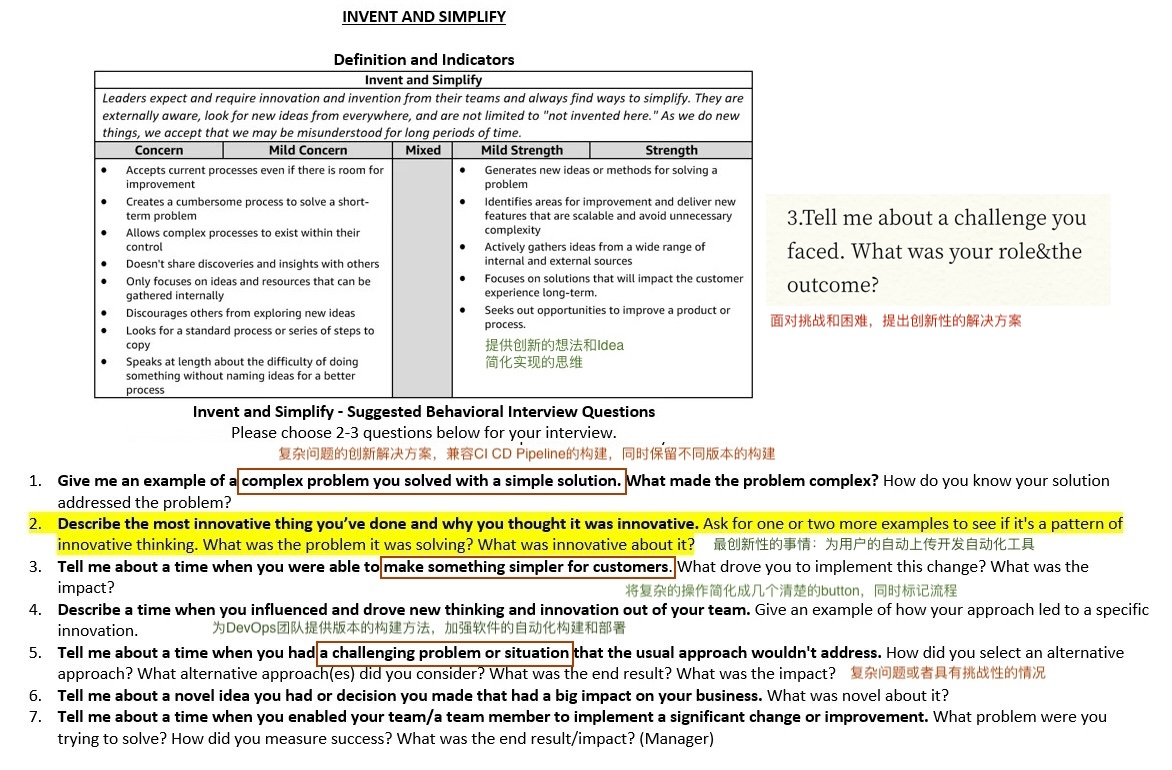 INVENT AND SIMPLIFY
Definition and Indicators
Invent and Simplify
Leaders expect and require innovation and invention from their teams and always find ways to simplify. They are
externally aware, look for new ideas from everywhere, and are not limited to "not invented here." As we do new
things, we accept that we may be misunderstood for long periods of time.
Concern Mild Concern Mixed Mild Strength Strength
• Accepts current processes even if there is room for
improvement
• Creates a cumbersome process to solve a short-
term problem
• Allows complex processes to exist within their
control
• Doesn't share discoveries and insights with others
• Only focuses on ideas and resources that can be
gathered internally
• Discourages others from exploring new ideas
• Looks for a standard process or series of steps to
copy
• Speaks at length about the difficulty of doing
something without naming ideas for a better
process
• Generates new ideas or methods for solving a
problem
• Identifies areas for improvement and deliver new
features that are scalable and avoid unnecessary
complexity
• Actively gathers ideas from a wide range of
internal and external sources
• Focuses on solutions that will impact the customer
experience long-term.
• Seeks out opportunities to improve a product or
process.
提供创新的想法和Idea
简化实现的思维
3.Tell me about a challenge you
faced. What was your role&the
outcome?
面对挑战和困难，提出创新性的解决方案
Invent and Simplify - Suggested Behavioral Interview Questions
Please choose 2-3 questions below for your interview.
复杂问题的创新解决方案，兼容CI CD Pipeline的构建，同时保留不同版本的构建
1. Give me an example of a complex problem you solved with a simple solution. What made the problem complex? How do you know your solution
addressed the problem?
2. Describe the most innovative thing you've done and why you thought it was innovative. Ask for one or two more examples to see if it's a pattern of
innovative thinking. What was the problem it was solving? What was innovative about it? 最创新性的事情：为用户的自动上传开发自动化工具
3. Tell me about a time when you were able to make something simpler for customers. What drove you to implement this change? What was the
impact? 将复杂的操作简化成几个清楚的button，同时标记流程
4. Describe a time when you influenced and drove new thinking and innovation out of your team. Give an example of how your approach led to a specific
innovation. 为DevOps团队提供版本的构建方法，加强软件的自动化构建和部署
5. Tell me about a time when you had a challenging problem or situation that the usual approach wouldn't address. How did you select an alternative
approach? What alternative approach(es) did you consider? What was the end result? What was the impact? 复杂问题或者具有挑战性的情况
6. Tell me about a novel idea you had or decision you made that had a big impact on your business. What was novel about it?
7. Tell me about a time when you enabled your team/a team member to implement a significant change or improvement. What problem were you
trying to solve? How did you measure success? What was the end result/impact? (Manager)